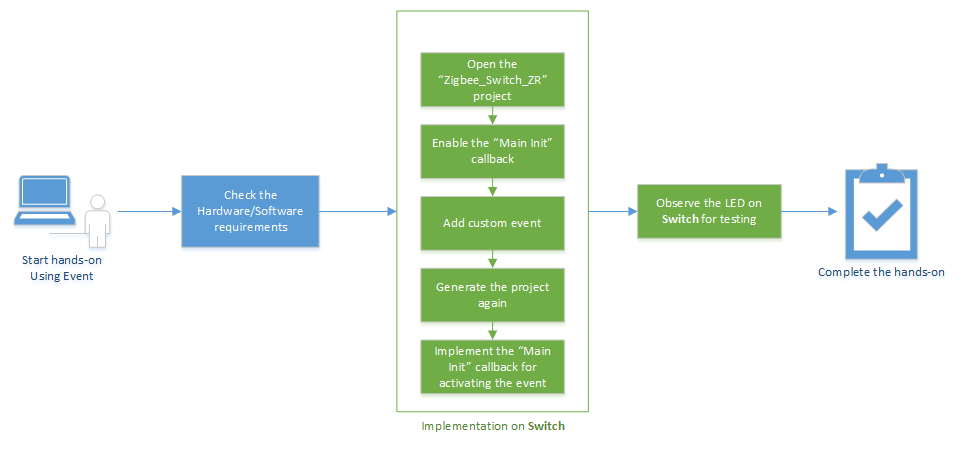 Start hands-on
Using Event
Check the
Hardware/Software
requirements
Open the
“Zigbee_Switch_ZR”
project
Enable the “Main Init”
callback
Add custom event
Generate the project
again
Implement the “Main
Init” callback for
activating the event
Implementation on Switch
Observe the LED on
Switch for testing
Complete the hands-on